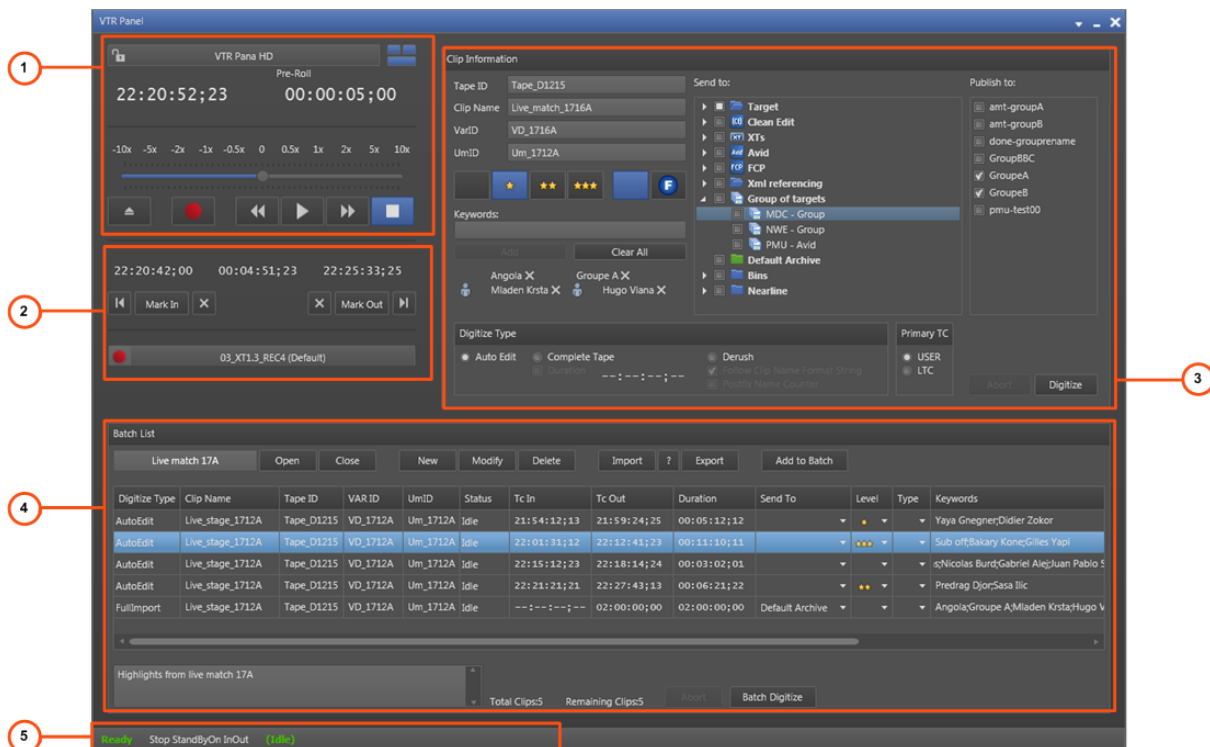 VTR Panel
1
VTR Pana HD
Pre-Roll
22:20:52;23 00:00:05;00
-10x -5x -2x -1x -0.5x 0 0.5x 1x 2x 5x 10x
2
22:20:42;00 00:04:51;23 22:25:33;25
Mark In Mark Out
03_XT1.3_REC4 (Default)
3
Clip Information
Tape ID Tape_D1215
Clip Name Live_match_1716A
VarID VD_1716A
UmID Um_1712A
F
Keywords:
Add Clear All
Angola Groupe A
Mladen Krsta Hugo Viana
Send to:
Target
Clean Edit
XT XTs
Avid Avid
FCP FCP
Xml referencing
Group of targets
MDC - Group
NWE - Group
PMU - Avid
Default Archive
Bins
Nearline
Publish to:
amt-groupA
amt-groupB
done-grouprename
GroupBBC
GroupeA
GroupeB
pmu-test00
Digitize Type
Auto Edit Complete Tape Derush
Duration --:--:--;-- Follow Clip Name Format String
Postfix Name Counter
Primary TC
USER
LTC
Abort Digitize
4
Batch List
Live match 17A Open Close New Modify Delete Import ? Export Add to Batch
Digitize Type Clip Name Tape ID VAR ID UmID Status Tc In Tc Out Duration Send To Level Type Keywords
AutoEdit Live_stage_1712A Tape_D1215 VD_1712A Um_1712A Idle 21:54:12;13 21:59:24;25 00:05:12;12 Yaya Gnegner;Didier Zokor
AutoEdit Live_stage_1712A Tape_D1215 VD_1712A Um_1712A Idle 22:01:31;12 22:12:41;23 00:11:10;11 Sub off;Bakary Kone;Gilles Yapi
AutoEdit Live_stage_1712A Tape_D1215 VD_1712A Um_1712A Idle 22:15:12;23 22:18:14;24 00:03:02;01 s;Nicolas Burd;Gabriel Alej;Juan Pablo S
AutoEdit Live_stage_1712A Tape_D1215 VD_1712A Um_1712A Idle 22:21:21;21 22:27:43;13 00:06:21;22 Predrag Djor;Sasa Ilic
FullImport Live_stage_1712A Tape_D1215 VD_1712A Um_1712A Idle --:--:--;-- 02:00:00;00 02:00:00;00 Default Archive Angola;Groupe A;Mladen Krsta;Hugo V
Highlights from live match 17A
Total Clips:5 Remaining Clips:5 Abort Batch Digitize
5
Ready Stop StandByOn InOut (Idle)